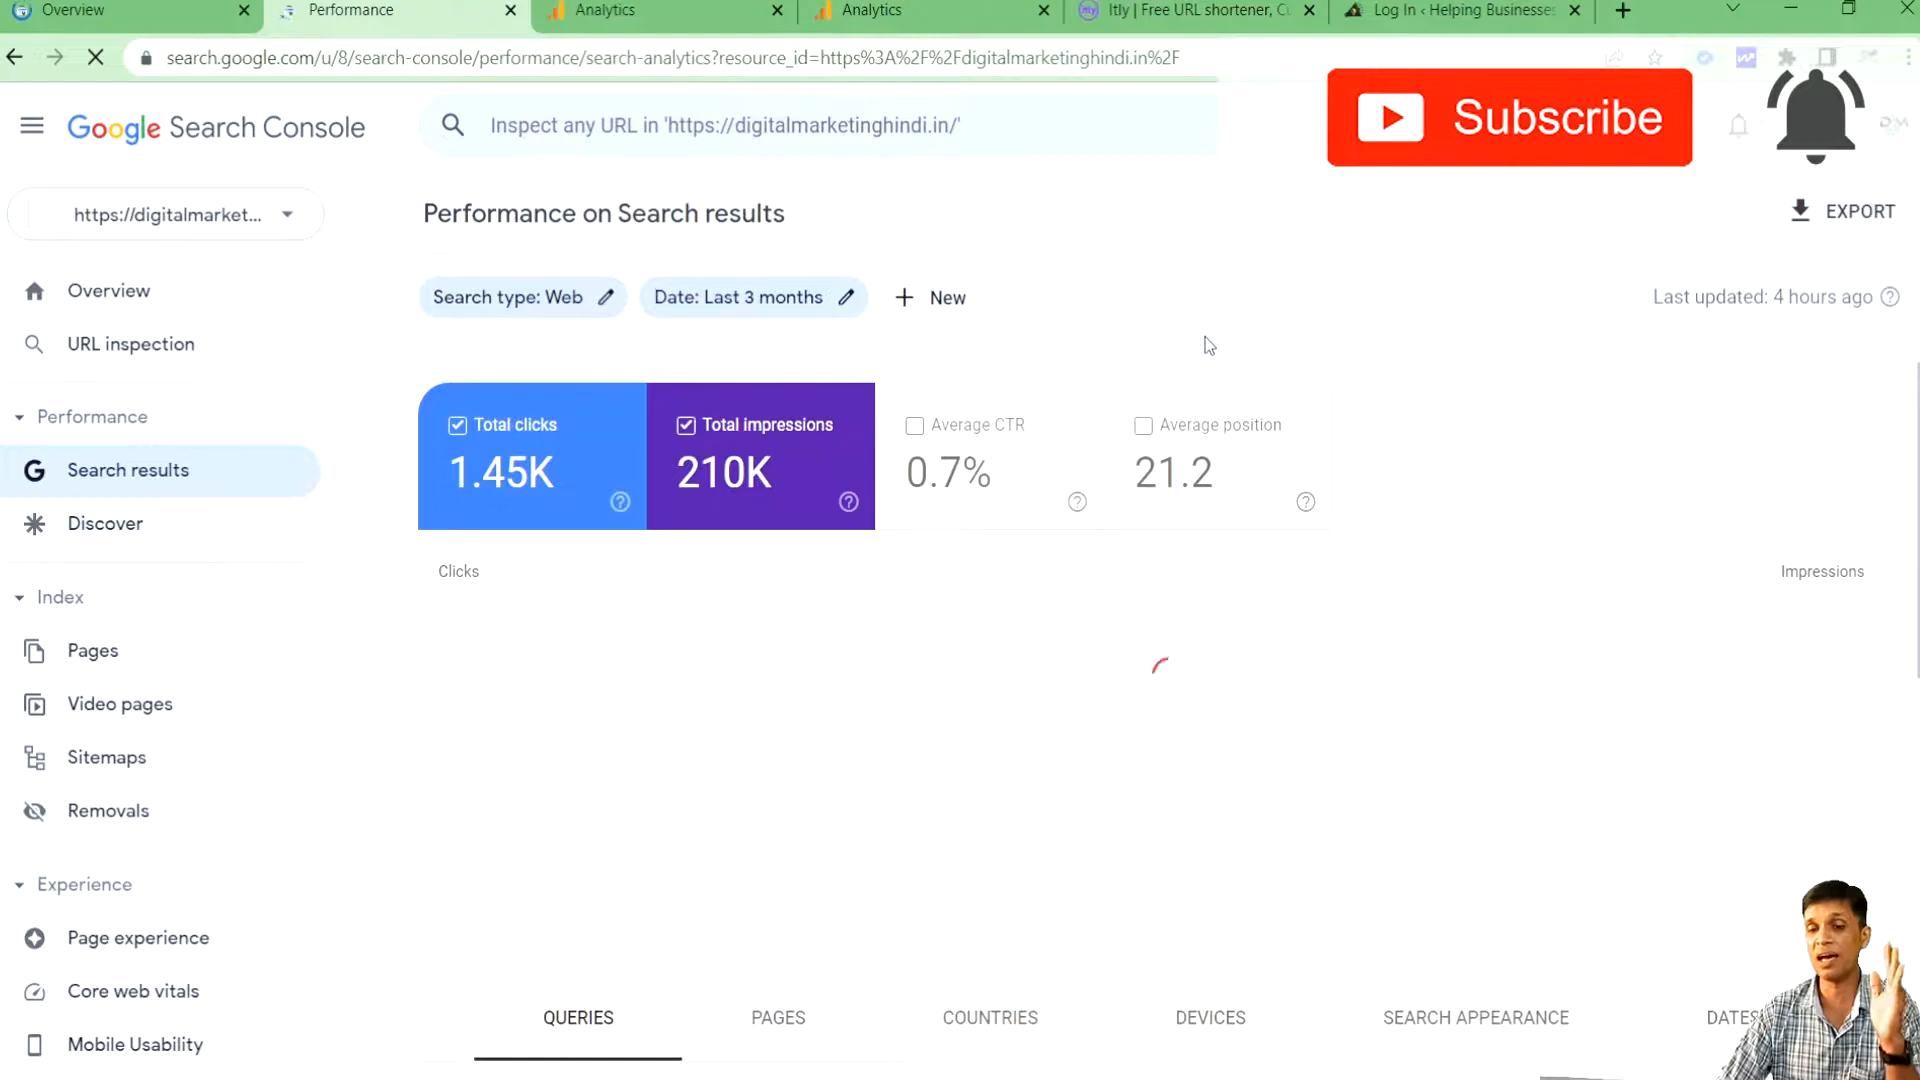 Overview
Performance
Analytics
Analytics
ltly | Free URL shortener, Cu
Log In ‹ Helping Businesses
search.google.com/u/8/search-console/performance/search-analytics?resource_id=https%3A%2F%2Fdigitalmarketinghindi.in%2F
Google Search Console
Inspect any URL in 'https://digitalmarketinghindi.in/'
Subscribe
https://digitalmarket...
Performance on Search results
EXPORT
Search type: Web
Date: Last 3 months
New
Last updated: 4 hours ago
Overview
URL inspection
Performance
Search results
Discover
Index
Pages
Video pages
Sitemaps
Removals
Experience
Page experience
Core web vitals
Mobile Usability
Total clicks
1.45K
Total impressions
210K
Average CTR
0.7%
Average position
21.2
Clicks
Impressions
QUERIES
PAGES
COUNTRIES
DEVICES
SEARCH APPEARANCE
DATES